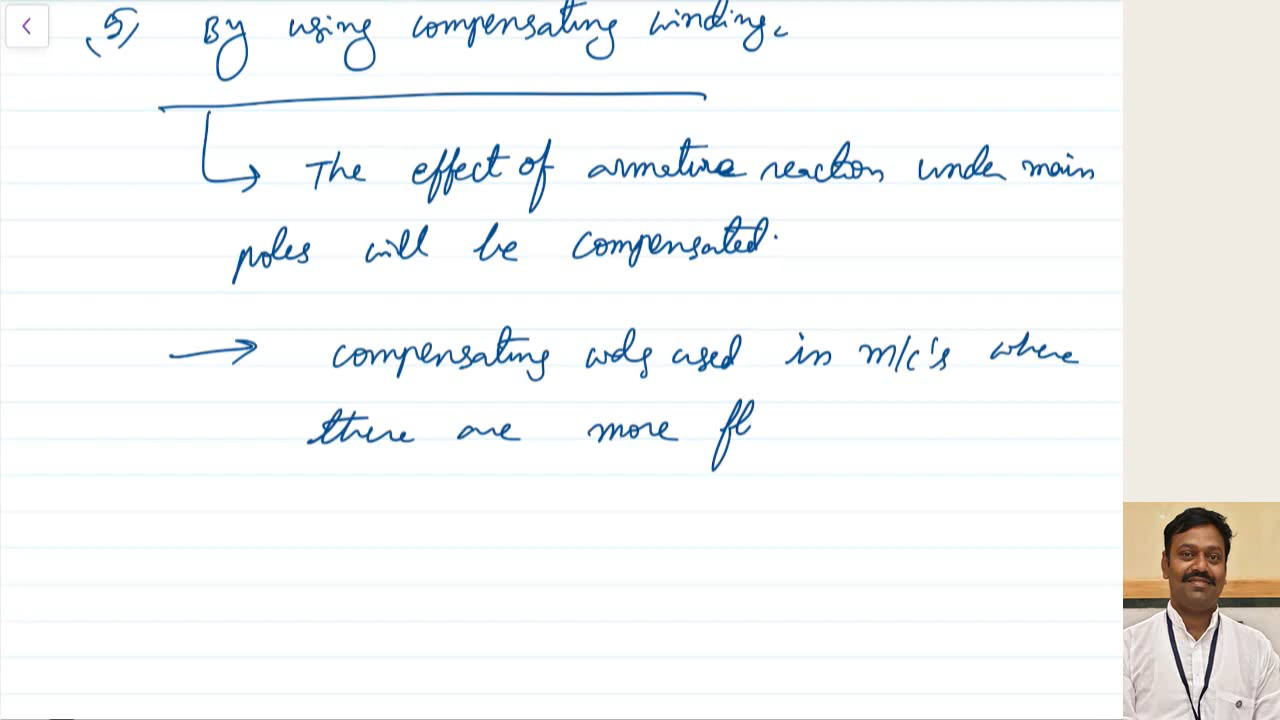 (5) By using compensating winding.
↳ The effect of armature reaction under main
poles will be compensated.
→ compensating wdg used in m/c's where
there are more fl